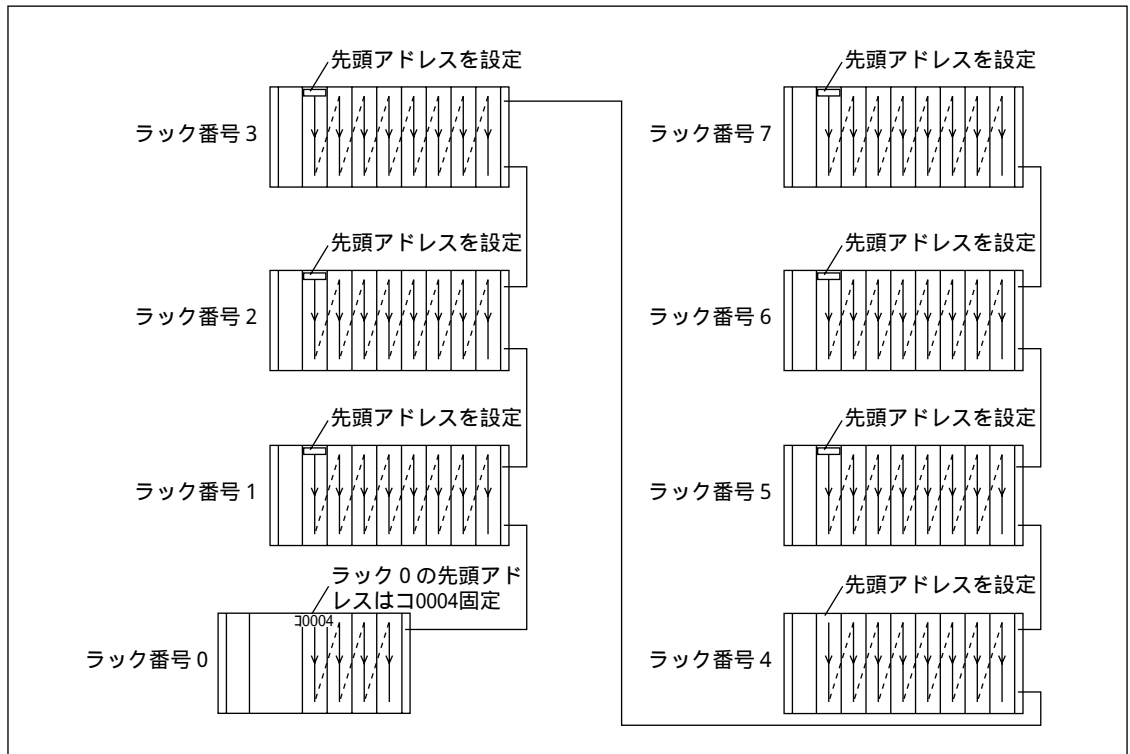 先頭アドレスを設定
ラック番号 3
先頭アドレスを設定
ラック番号 2
先頭アドレスを設定
ラック番号 1
ラック 0 の先頭アド
レスはコ0004固定
コ0004
ラック番号 0
先頭アドレスを設定
ラック番号 7
先頭アドレスを設定
ラック番号 6
先頭アドレスを設定
ラック番号 5
先頭アドレスを設定
ラック番号 4